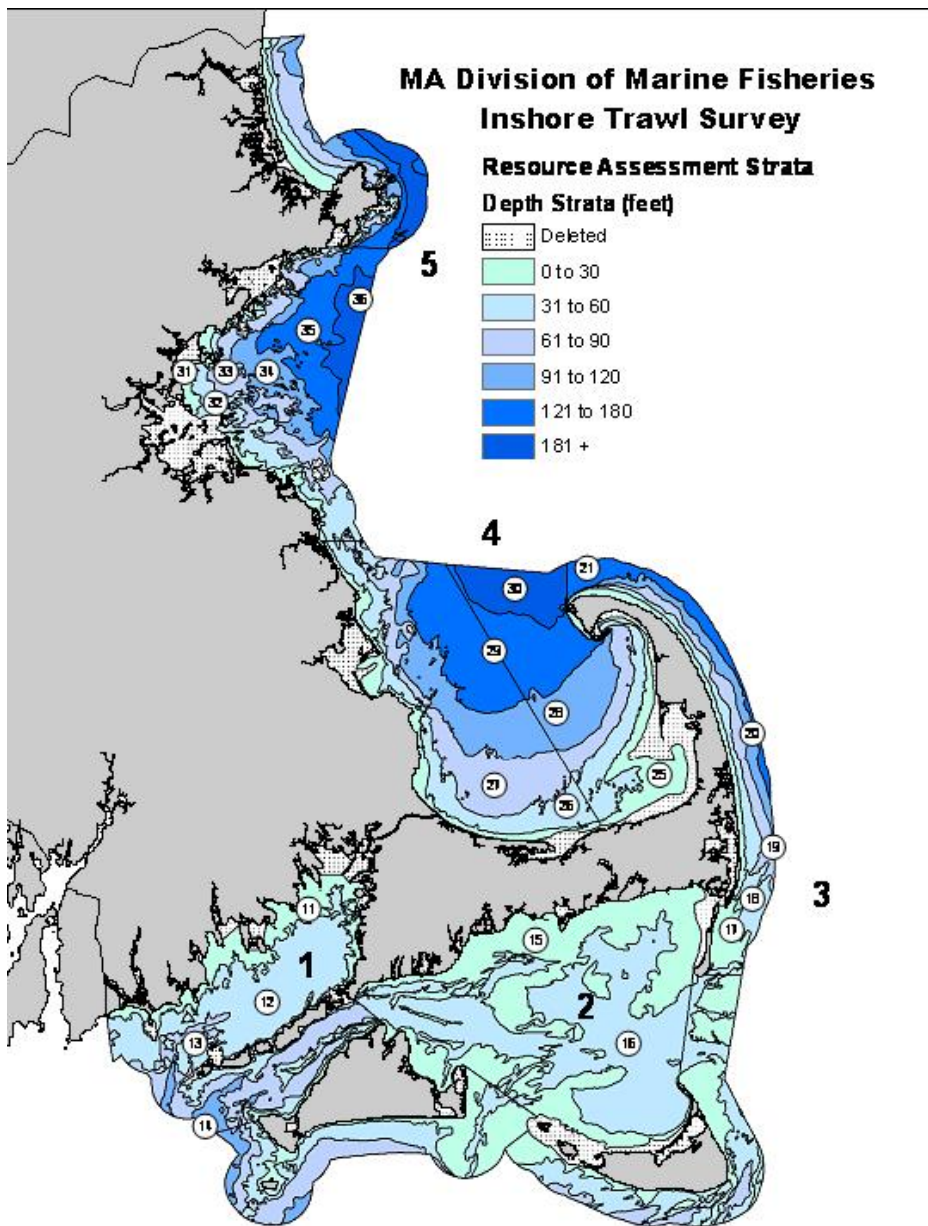 MA Division of Marine Fisheries
Inshore Trawl Survey
Resource Assessment Strata
Depth Strata (feet)
Deleted
0 to 30
31 to 60
61 to 90
91 to 120
121 to 180
181 +
5
36
35
31
33
34
32
4
30
21
29
28
20
25
27
26
19
3
18
17
11
15
1
2
12
13
16
14